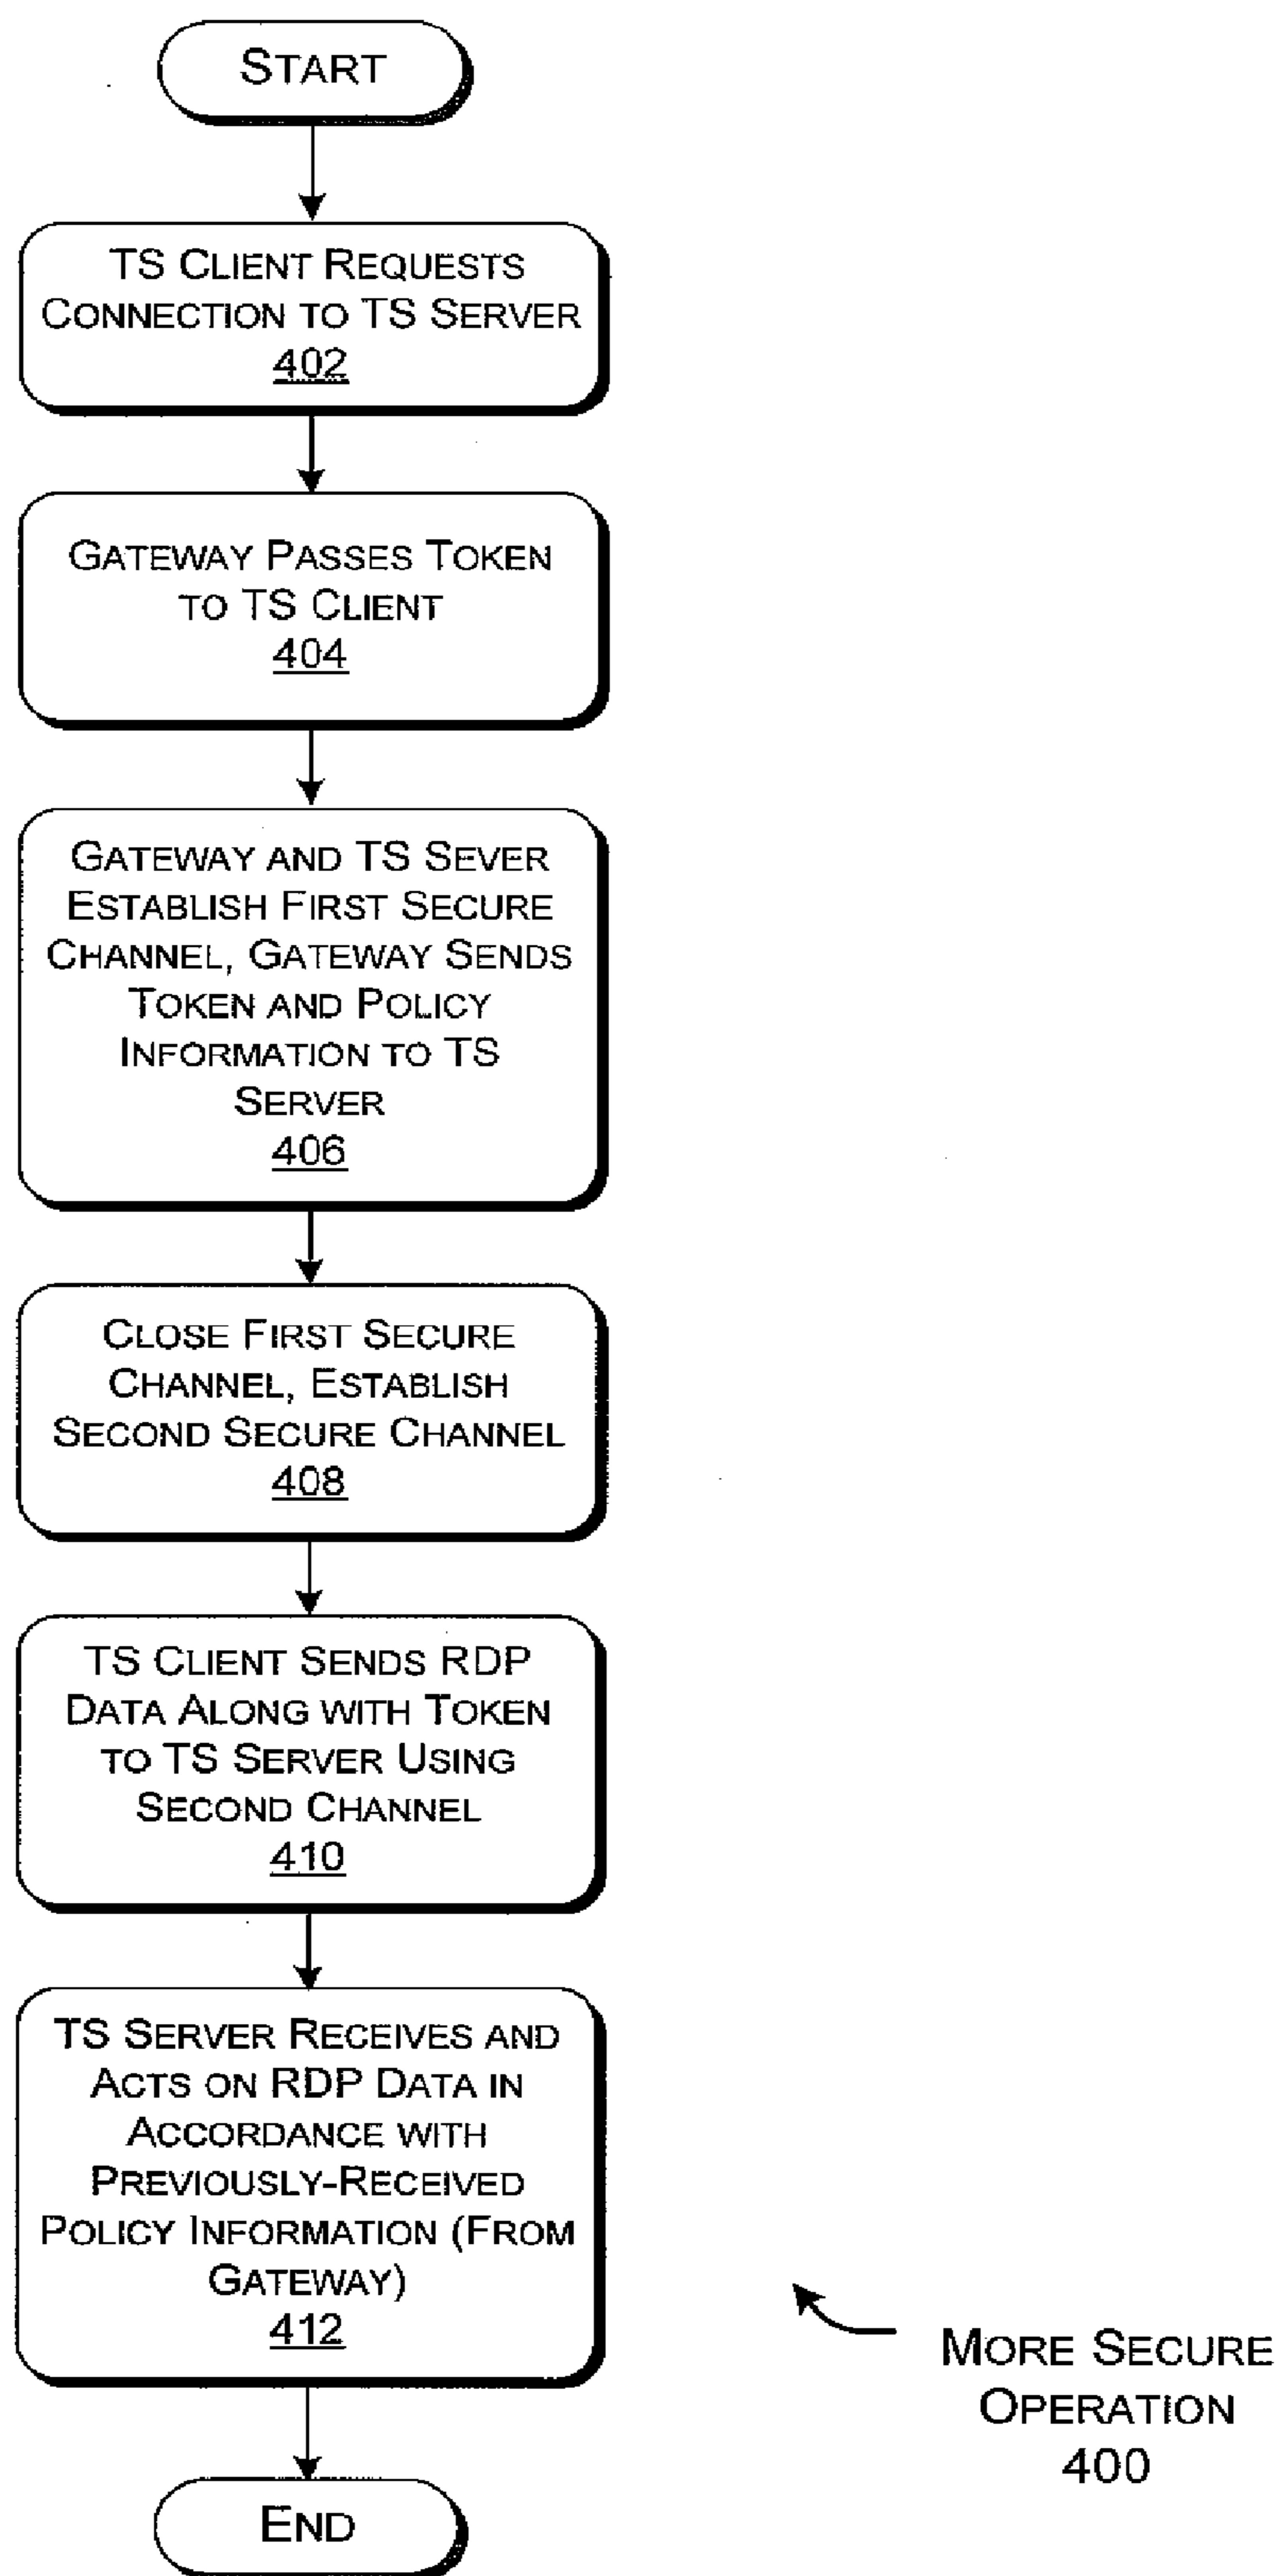 START
TS CLIENT REQUESTS
CONNECTION TO TS SERVER
402
GATEWAY PASSES TOKEN
TO TS CLIENT
404
GATEWAY AND TS SEVER
ESTABLISH FIRST SECURE
CHANNEL, GATEWAY SENDS
TOKEN AND POLICY
INFORMATION TO TS
SERVER
406
CLOSE FIRST SECURE
CHANNEL, ESTABLISH
SECOND SECURE CHANNEL
408
TS CLIENT SENDS RDP
DATA ALONG WITH TOKEN
TO TS SERVER USING
SECOND CHANNEL
410
TS SERVER RECEIVES AND
ACTS ON RDP DATA IN
ACCORDANCE WITH
PREVIOUSLY-RECEIVED
POLICY INFORMATION (FROM
GATEWAY)
412
END
MORE SECURE
OPERATION
400